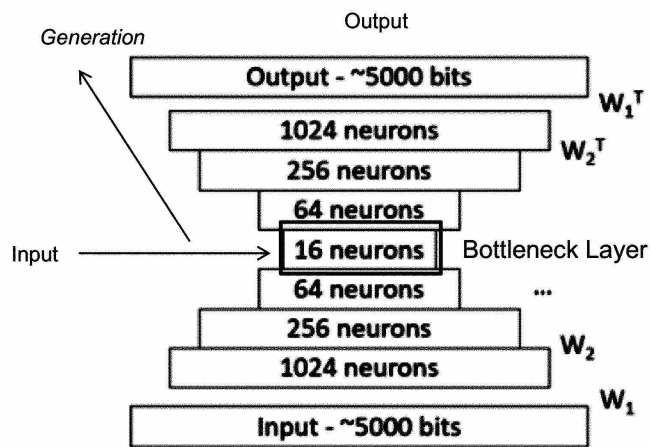 Output
Generation
Output - ~5000 bits
W₁ᵀ
1024 neurons
W₂ᵀ
256 neurons
64 neurons
Input
16 neurons
Bottleneck Layer
64 neurons
...
256 neurons
W₂
1024 neurons
W₁
Input - ~5000 bits